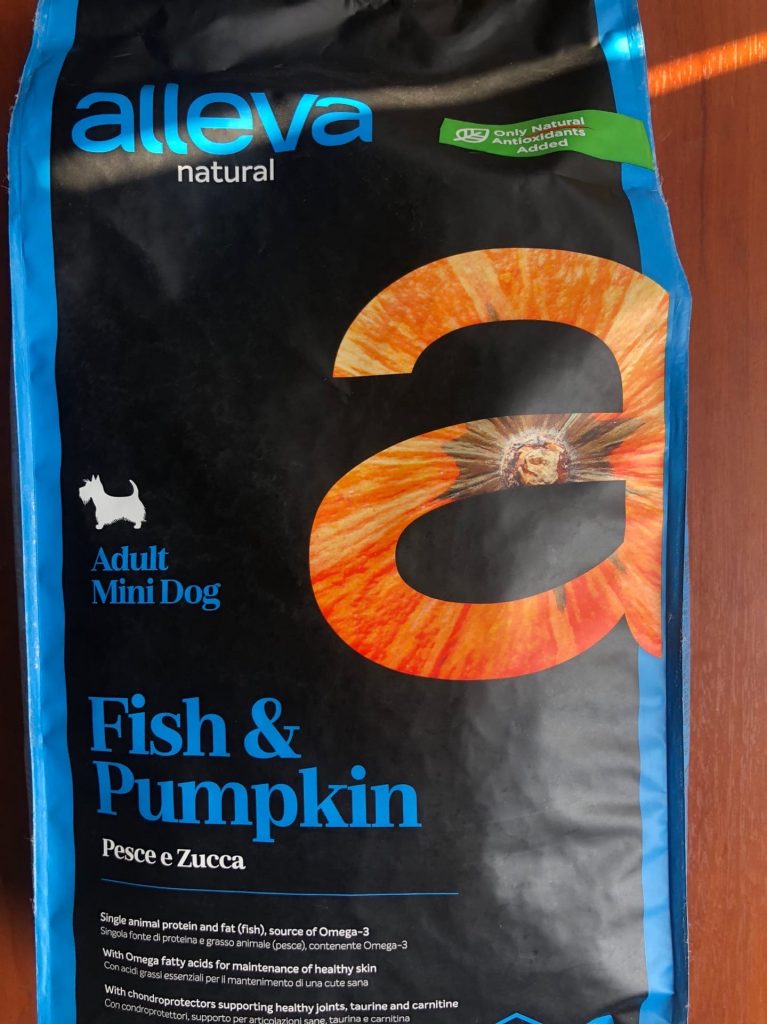 alleva
natural
Only Natural
Antioxidants
Added
Adult
Mini Dog
Fish &
Pumpkin
Pesce e Zucca
Single animal protein and fat (fish), source of Omega-3
Singola fonte di proteina e grasso animale (pesce), contenente Omega-3
With Omega fatty acids for maintenance of healthy skin
Con acidi grassi essenziali per il mantenimento di una cute sana
With chondroprotectors supporting healthy joints, taurine and carnitine
Con condroprotettori, supporto per articolazioni sane, taurina e carnitina